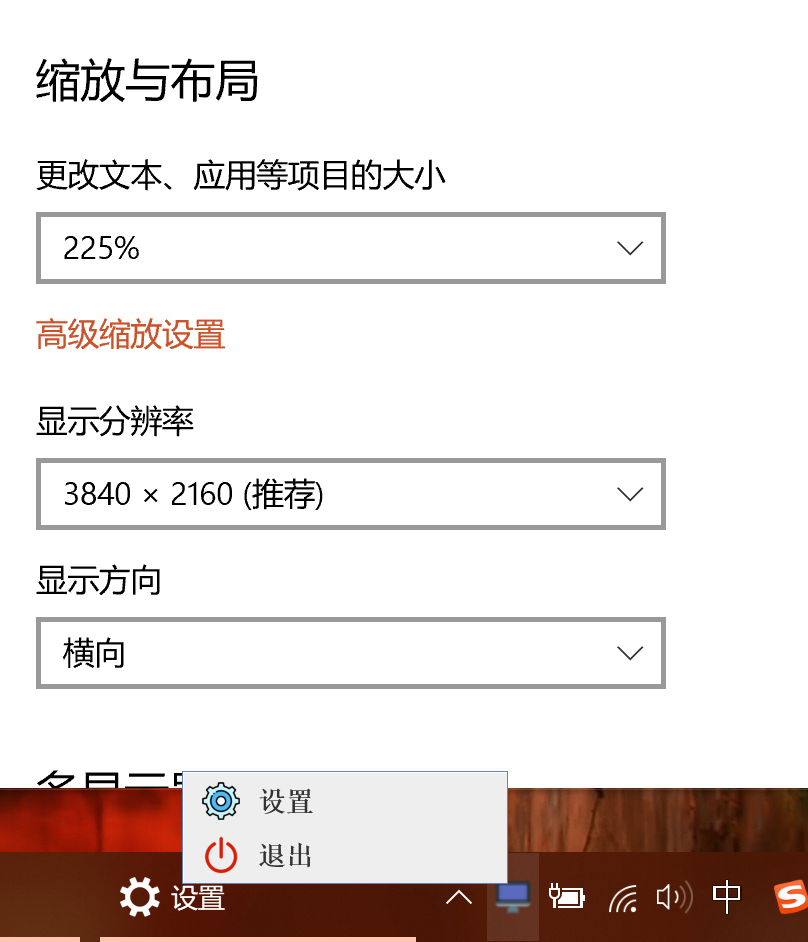 缩放与布局
更改文本、应用等项目的大小
225%
高级缩放设置
显示分辨率
3840 × 2160 (推荐)
显示方向
横向
设置
退出
设置
中
S